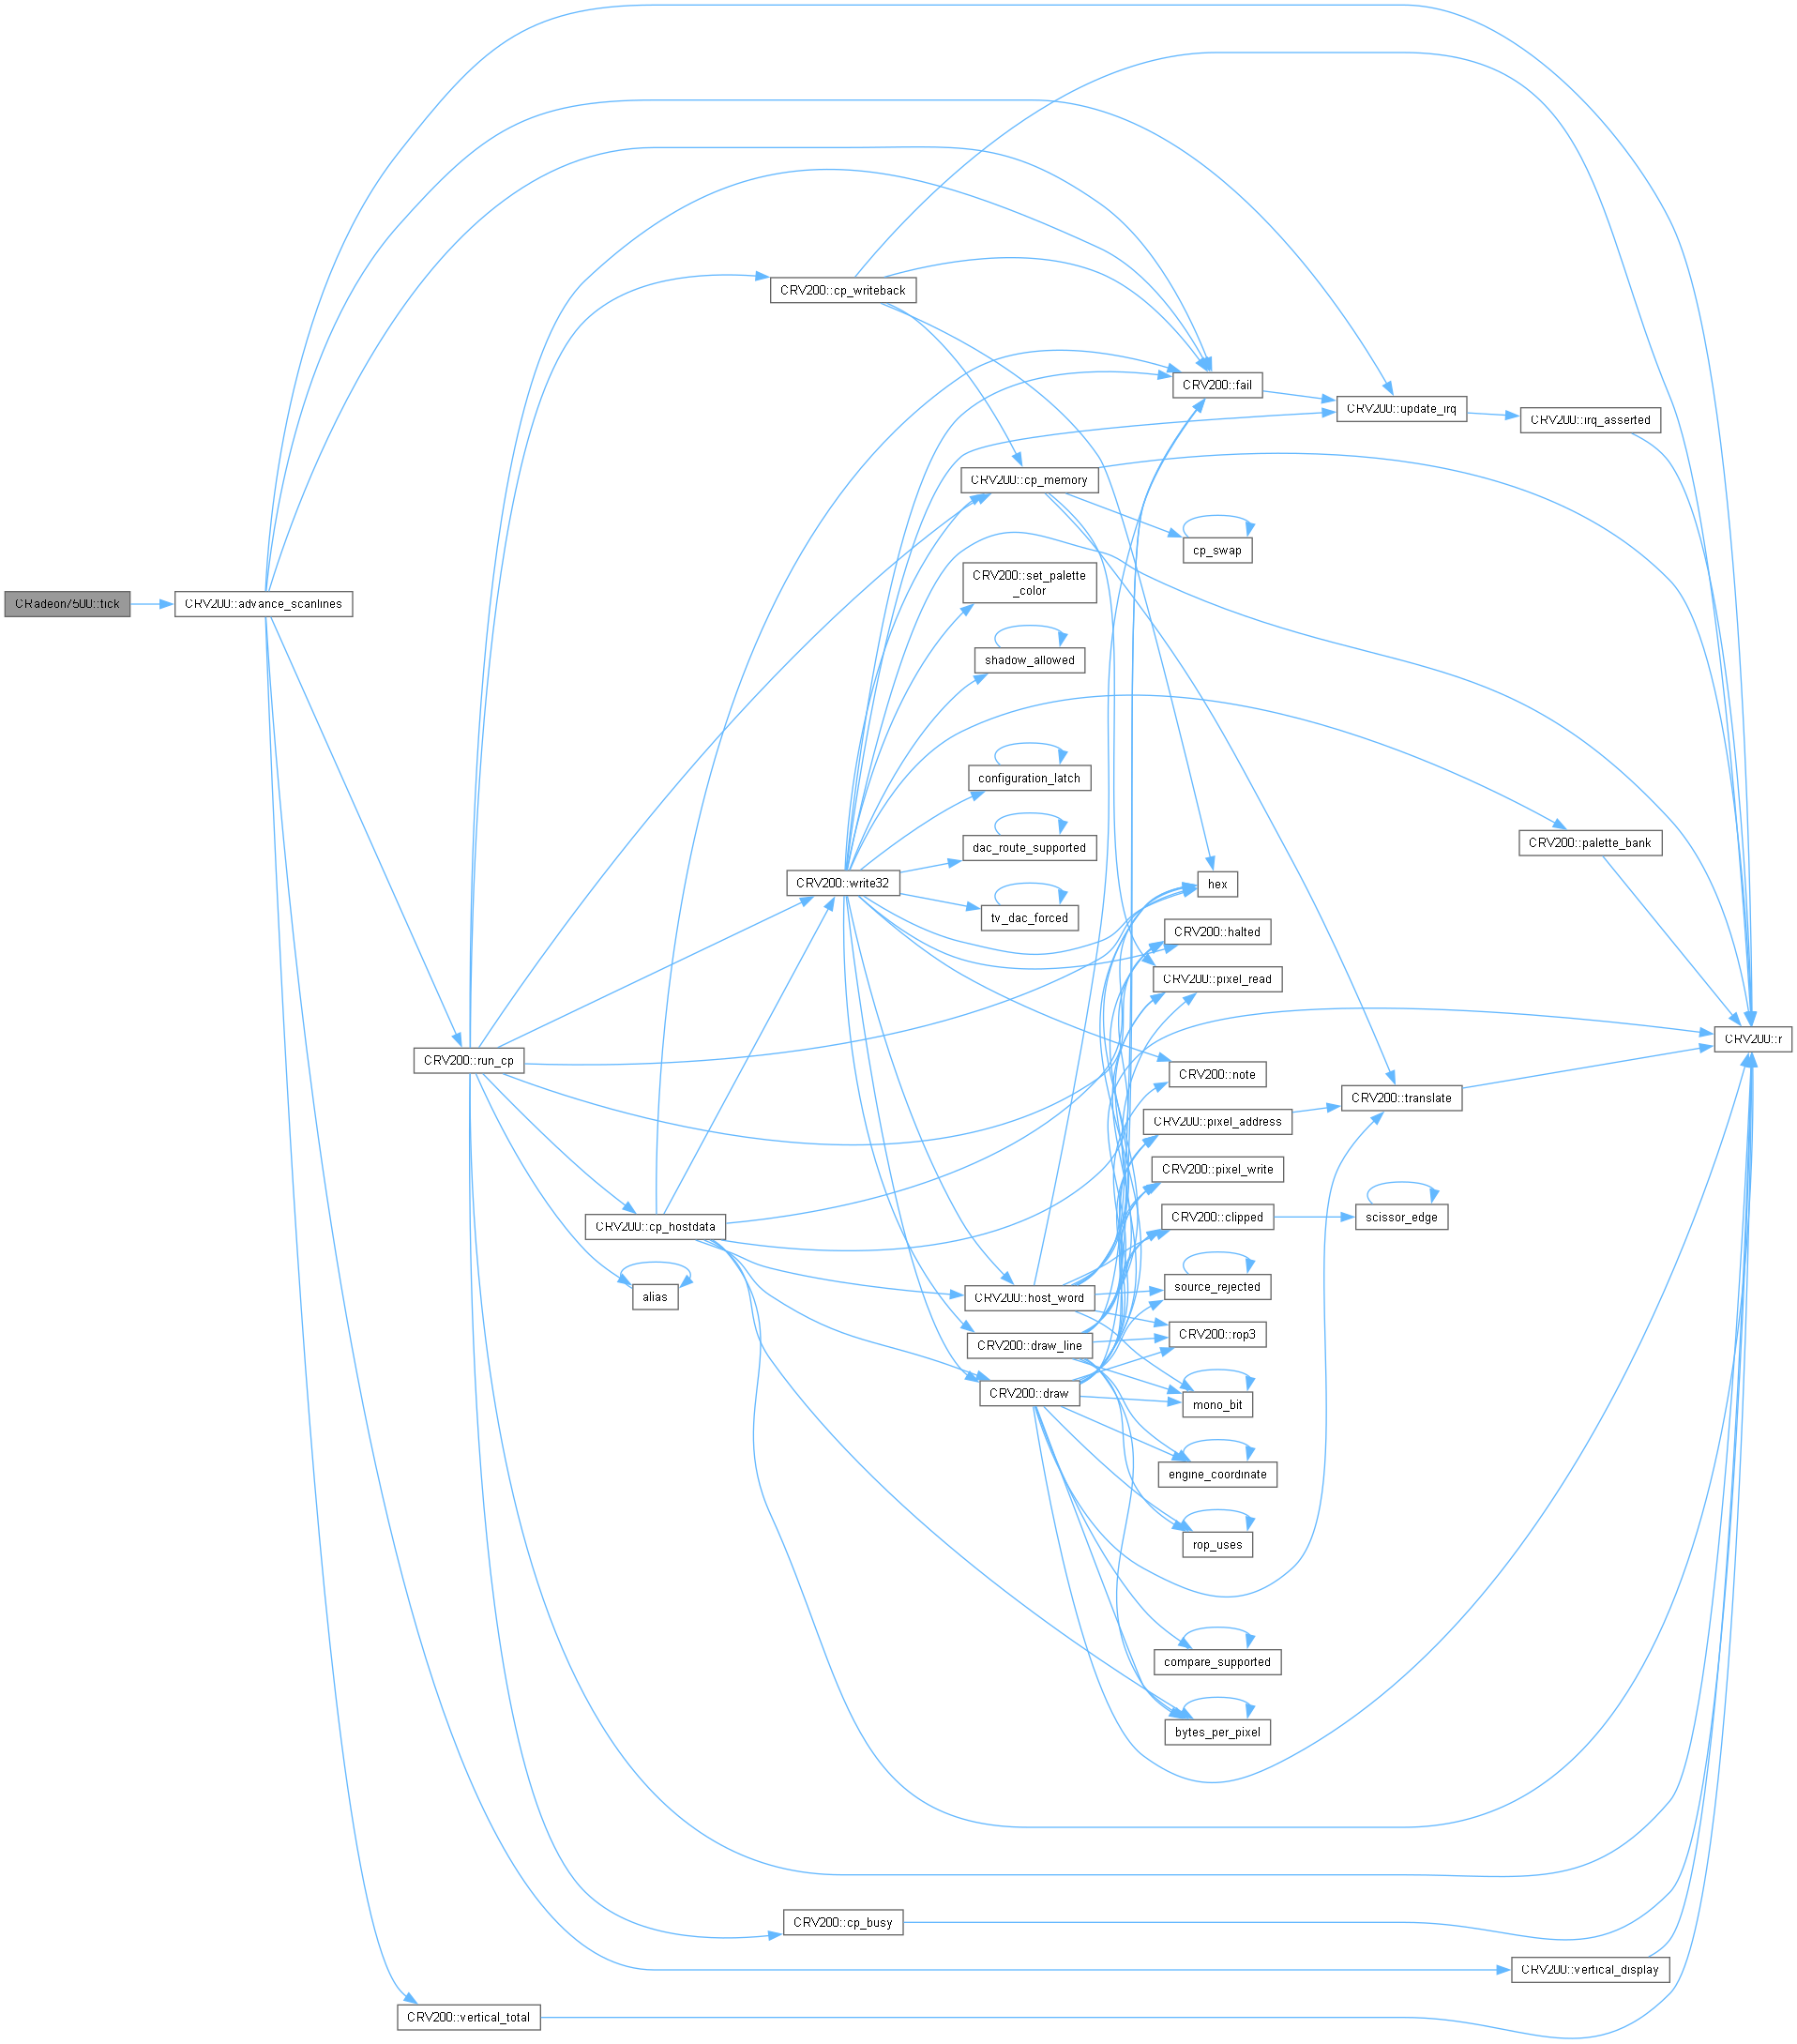 CRadeon7500::tick
CRV200::advance_scanlines
CRV200::run_cp
CRV200::vertical_total
CRV200::cp_hostdata
alias
CRV200::cp_writeback
CRV200::write32
CRV200::cp_busy
CRV200::cp_memory
CRV200::set_palette
_color
shadow_allowed
configuration_latch
dac_route_supported
tv_dac_forced
CRV200::host_word
CRV200::draw_line
CRV200::draw
CRV200::fail
cp_swap
hex
CRV200::halted
CRV200::pixel_read
CRV200::note
CRV200::pixel_address
CRV200::pixel_write
CRV200::clipped
source_rejected
CRV200::rop3
mono_bit
engine_coordinate
rop_uses
compare_supported
bytes_per_pixel
CRV200::update_irq
CRV200::translate
scissor_edge
CRV200::irq_asserted
CRV200::palette_bank
CRV200::vertical_display
CRV200::r